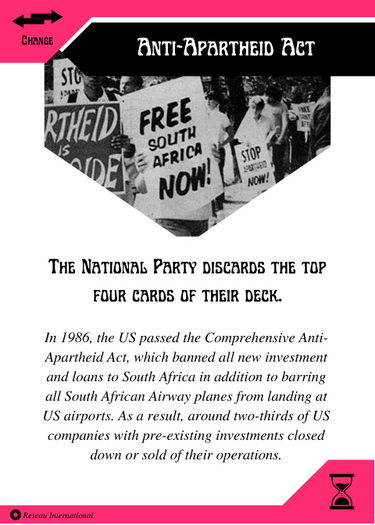 Change
Anti-Apartheid Act
STO
RTHEID
IS
IDE
FREE
SOUTH
AFRICA
NOW!
STOP
APARTHEID
NOW!
FREE
The National Party discards the top
four cards of their deck.
In 1986, the US passed the Comprehensive Anti-
Apartheid Act, which banned all new investment
and loans to South Africa in addition to barring
all South African Airway planes from landing at
US airports. As a result, around two-thirds of US
companies with pre-existing investments closed
down or sold of their operations.
Reseau International